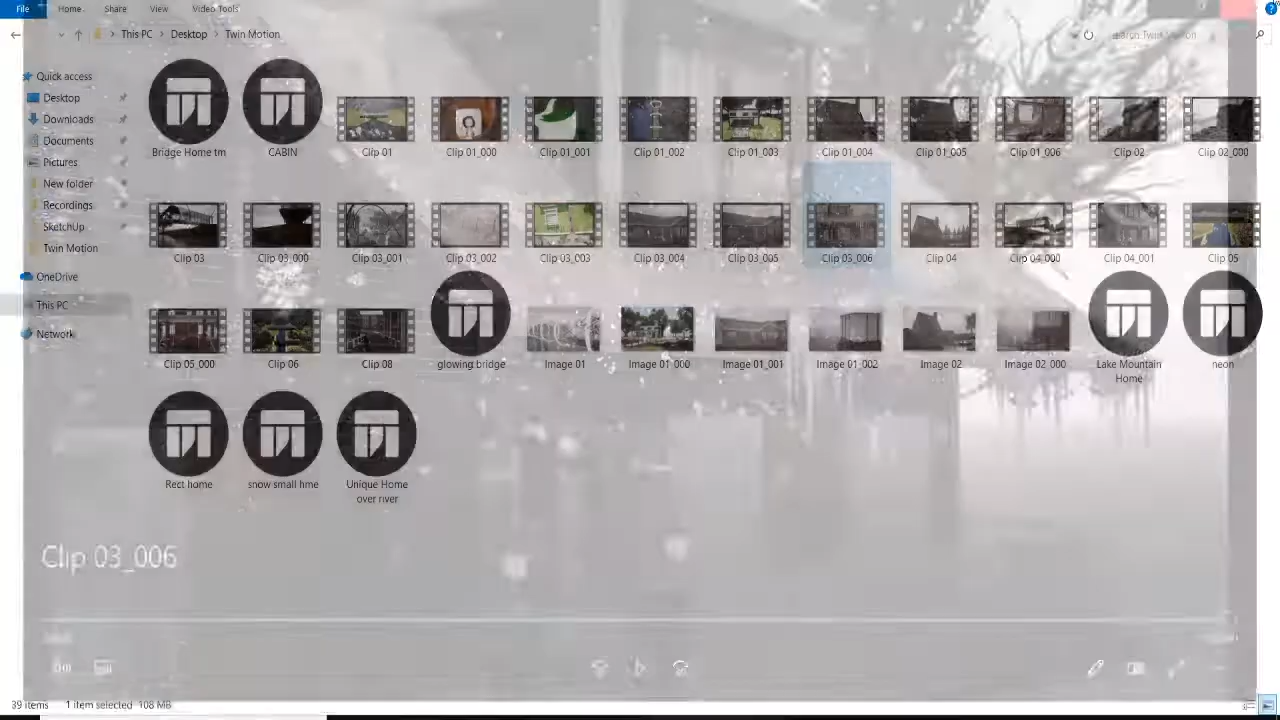 File Home Share View Video Tools
This PC Desktop Twin Motion
Quick access
Desktop
Downloads
Documents
Pictures
New folder
Recordings
SketchUp
Twin Motion
OneDrive
This PC
Network
Bridge Home tm CABIN Clip 01 Clip 01_000 Clip 01_001 Clip 01_002 Clip 01_003 Clip 01_004 Clip 01_005 Clip 01_006 Clip 02 Clip 02_000
Clip 03 Clip 03_000 Clip 03_001 Clip 03_002 Clip 03_003 Clip 03_004 Clip 03_005 Clip 03_006 Clip 04 Clip 04_000 Clip 04_001 Clip 05
Clip 05_000 Clip 06 Clip 08 glowing bridge Image 01 Image 01_000 Image 01_001 Image 01_002 Image 02 Image 02_000 Lake Mountain Home neon
Rect home snow small hme Unique Home over river
Clip 03_006
39 items 1 item selected 108 MB